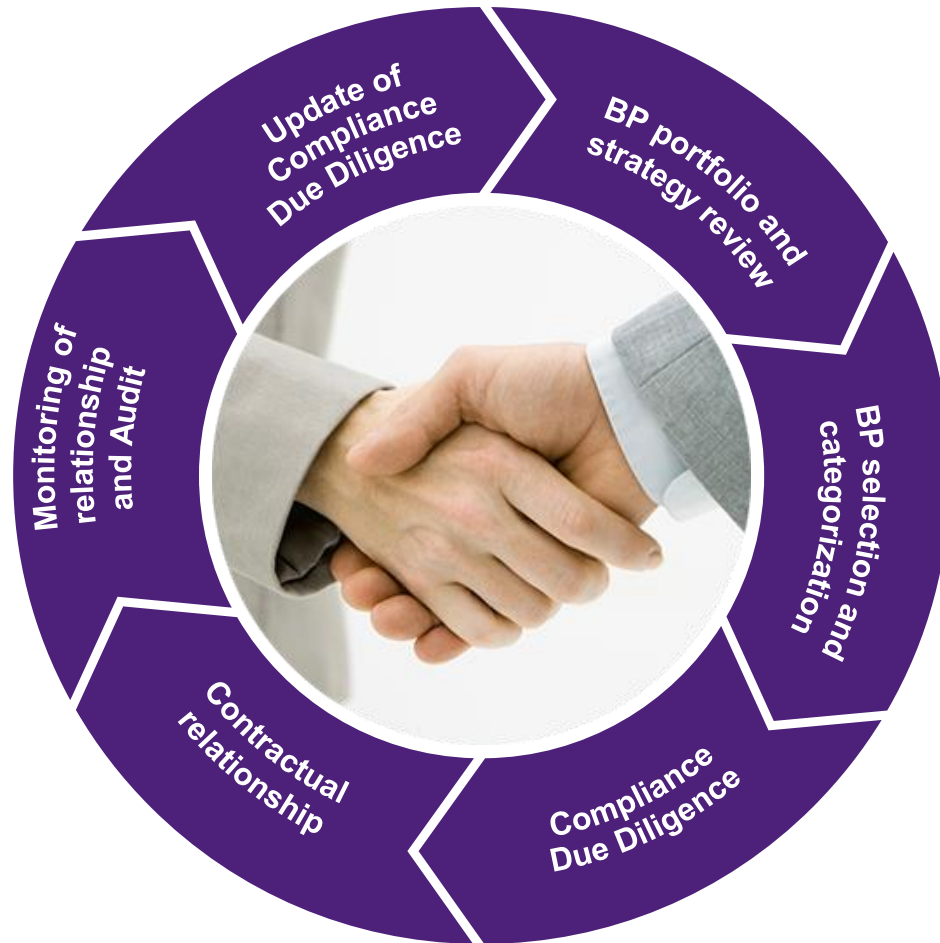 BP portfolio and
strategy review
BP selection and
categorization
Compliance
Due Diligence
Contractual
relationship
Monitoring of
relationship
and Audit
Update of
Compliance
Due Diligence